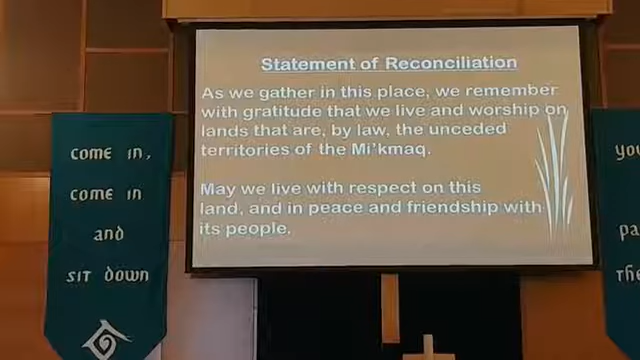 Statement of Reconciliation
As we gather in this place, we remember
with gratitude that we live and worship on
lands that are, by law, the unceded
territories of the Mi'kmaq.
May we live with respect on this
land, and in peace and friendship with
its people.
COME IN,
COME IN
AND
SIT DOWN